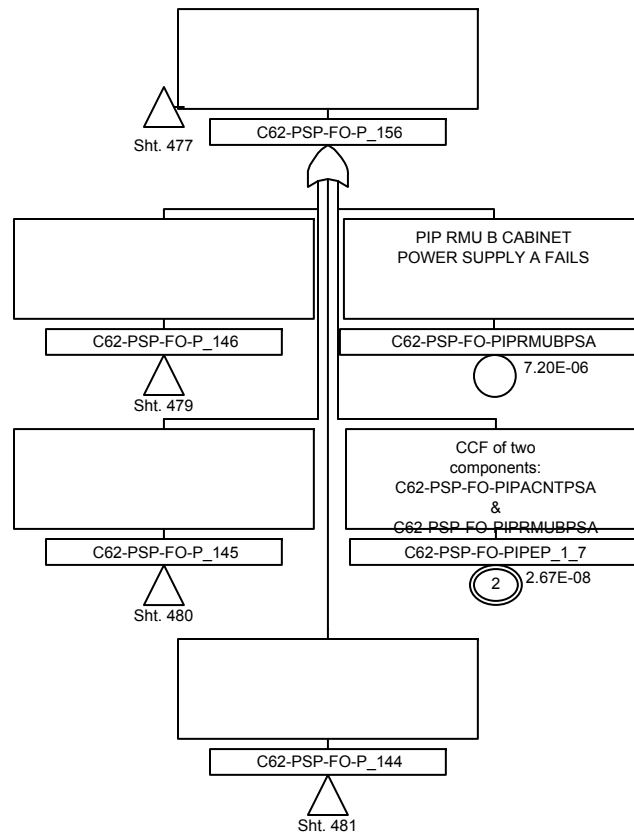 Sht. 477
C62-PSP-FO-P_156
C62-PSP-FO-P_146
Sht. 479
PIP RMU B CABINET
POWER SUPPLY A FAILS
C62-PSP-FO-PIPRMUBPSA
7.20E-06
C62-PSP-FO-P_145
Sht. 480
CCF of two
components:
C62-PSP-FO-PIPACNTPSA
&
C62-PSP-FO-PIPRMUBPSA
C62-PSP-FO-PIPEP_1_7
2
2.67E-08
C62-PSP-FO-P_144
Sht. 481